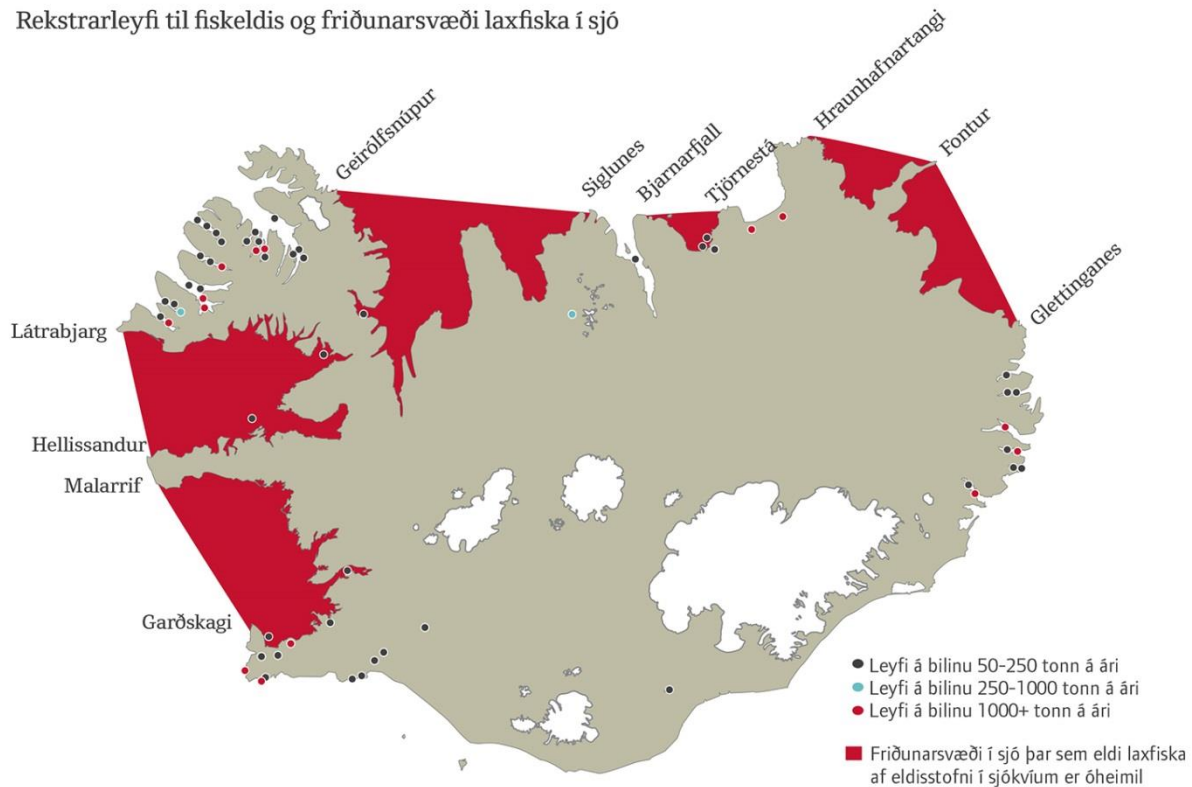 Rekstrarleyfi til fiskeldis og friðunarsvæði laxfiska í sjó
Geirólfsnúpur
Siglunes
Bjarnarfjall
Tjörnestá
Hraunhafnartangi
Fontur
Glettinganes
Látrabjarg
Hellissandur
Malarrif
Garðskagi
Leyfi á bilinu 50-250 tonn á ári
Leyfi á bilinu 250-1000 tonn á ári
Leyfi á bilinu 1000+ tonn á ári
Friðunarsvæði í sjó þar sem eldi laxfiska
af eldisstofni í sjókvíum er óheimil